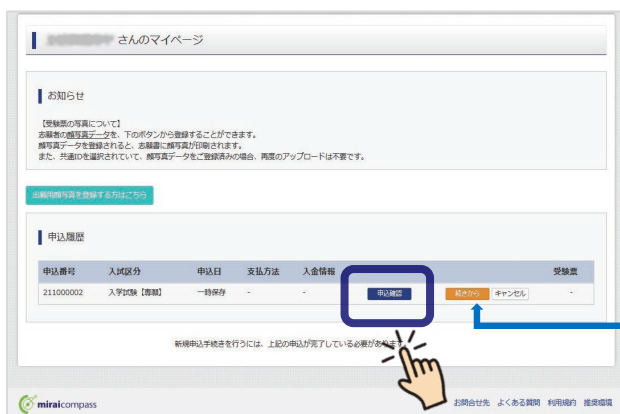 さんのマイページ
お知らせ
【受験票の写真について】
志願者の顔写真データを、下のボタンから登録することができます。
顔写真データを登録されると、志願書に顔写真が印刷されます。
また、共通IDを選択されていて、顔写真データをご登録済みの場合、再度のアップロードは不要です。
出願用顔写真を登録する方はこちら
申込履歴
申込番号 入試区分 申込日 支払方法 入金情報 受験票
211000002 入学試験【専願】 一時保存 - - 申込確認 続きから キャンセル -
新規申込手続きを行うには、上記の申込が完了している必要があります。
miraicompass お問合せ先 よくある質問 利用規約 推奨環境